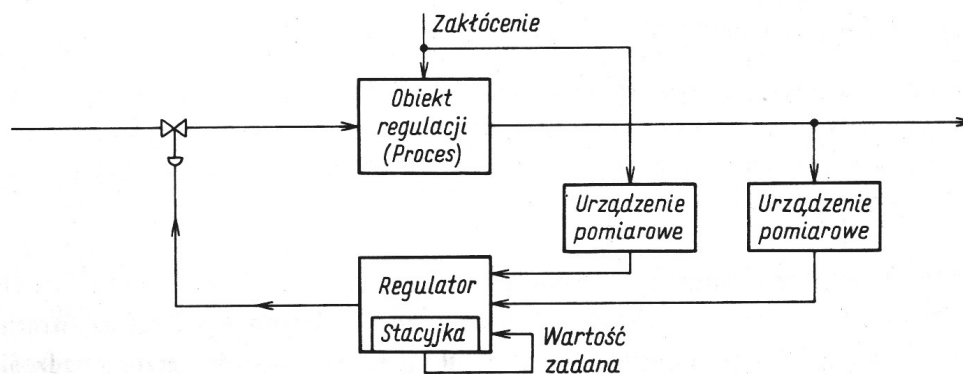 Zakłócenie
Obiekt
regulacji
(Proces)
Urządzenie
pomiarowe
Urządzenie
pomiarowe
Regulator
Stacyjka
Wartość
zadana